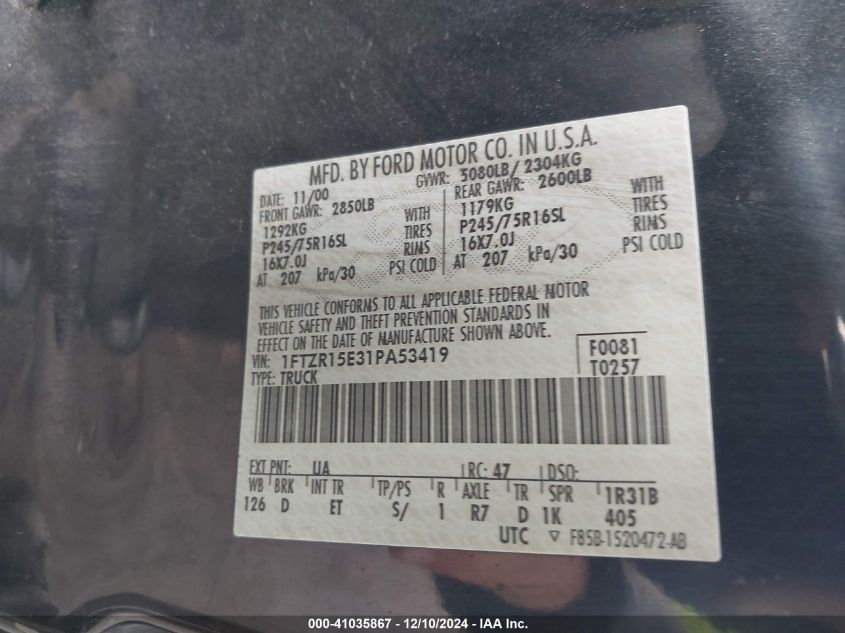 MFD. BY FORD MOTOR CO. IN U.S.A.
DATE: 11/00 GVWR: 5080LB/ 2304KG
FRONT GAWR: 2850LB REAR GAWR: 2600LB
1292KG WITH 1179KG WITH
P245/75R16SL TIRES P245/75R16SL TIRES
16X7.0J RIMS 16X7.0J RIMS
AT 207 kPa/30 PSI COLD AT 207 kPa/30 PSI COLD
THIS VEHICLE CONFORMS TO ALL APPLICABLE FEDERAL MOTOR
VEHICLE SAFETY AND THEFT PREVENTION STANDARDS IN
EFFECT ON THE DATE OF MANUFACTURE SHOWN ABOVE.
VIN: 1FTZR15E31PA53419 F0081
TYPE: TRUCK T0257
EXT PNT: UA RC: 47 DSO:
WB BRK INT TR TP/PS R AXLE TR SPR 1R31B
126 D ET S/ 1 R7 D 1K 405
UTC ▽ F85B-1520472-AB
000-41035867 - 12/10/2024 - IAA Inc.